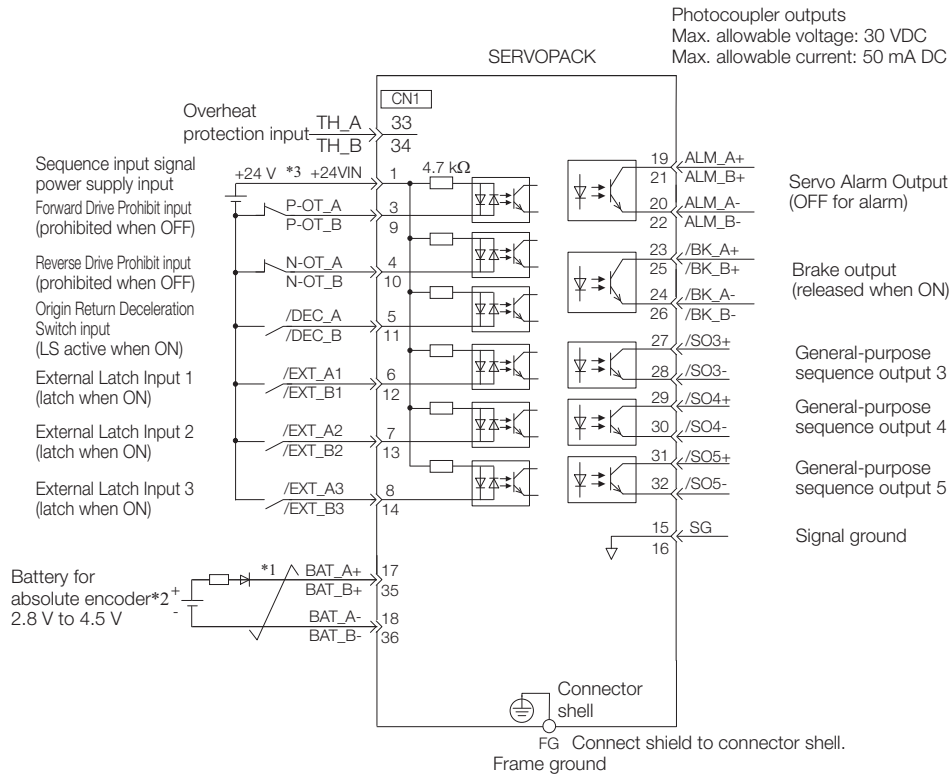 Photocoupler outputs
Max. allowable voltage: 30 VDC
Max. allowable current: 50 mA DC
SERVOPACK
CN1
Overheat
protection input
TH_A
33
TH_B
34
Sequence input signal
power supply input
+24 V
*3
+24VIN
1
4.7 kΩ
Forward Drive Prohibit input
(prohibited when OFF)
P-OT_A
3
P-OT_B
9
Reverse Drive Prohibit input
(prohibited when OFF)
N-OT_A
4
N-OT_B
10
Origin Return Deceleration
Switch input
(LS active when ON)
/DEC_A
5
/DEC_B
11
External Latch Input 1
(latch when ON)
/EXT_A1
6
/EXT_B1
12
External Latch Input 2
(latch when ON)
/EXT_A2
7
/EXT_B2
13
External Latch Input 3
(latch when ON)
/EXT_A3
8
/EXT_B3
14
Battery for
absolute encoder*2
2.8 V to 4.5 V
+
-
*1
BAT_A+
17
BAT_B+
35
BAT_A-
18
BAT_B-
36
19
ALM_A+
21
ALM_B+
20
ALM_A-
22
ALM_B-
Servo Alarm Output
(OFF for alarm)
23
/BK_A+
25
/BK_B+
24
/BK_A-
26
/BK_B-
Brake output
(released when ON)
27
/SO3+
28
/SO3-
General-purpose
sequence output 3
29
/SO4+
30
/SO4-
General-purpose
sequence output 4
31
/SO5+
32
/SO5-
General-purpose
sequence output 5
15
SG
16
Signal ground
Connector
shell
FG
Connect shield to connector shell.
Frame ground